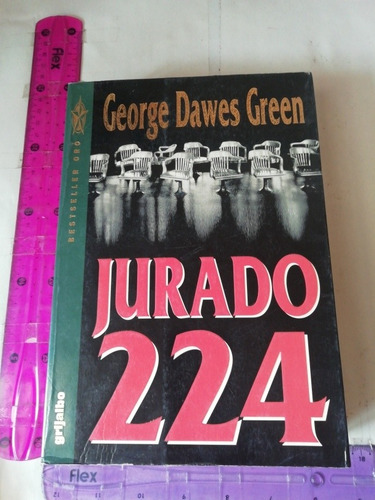 Flex
BESTSELLER ORO
George Dawes Green
JURADO
224
grijalbo
Flex